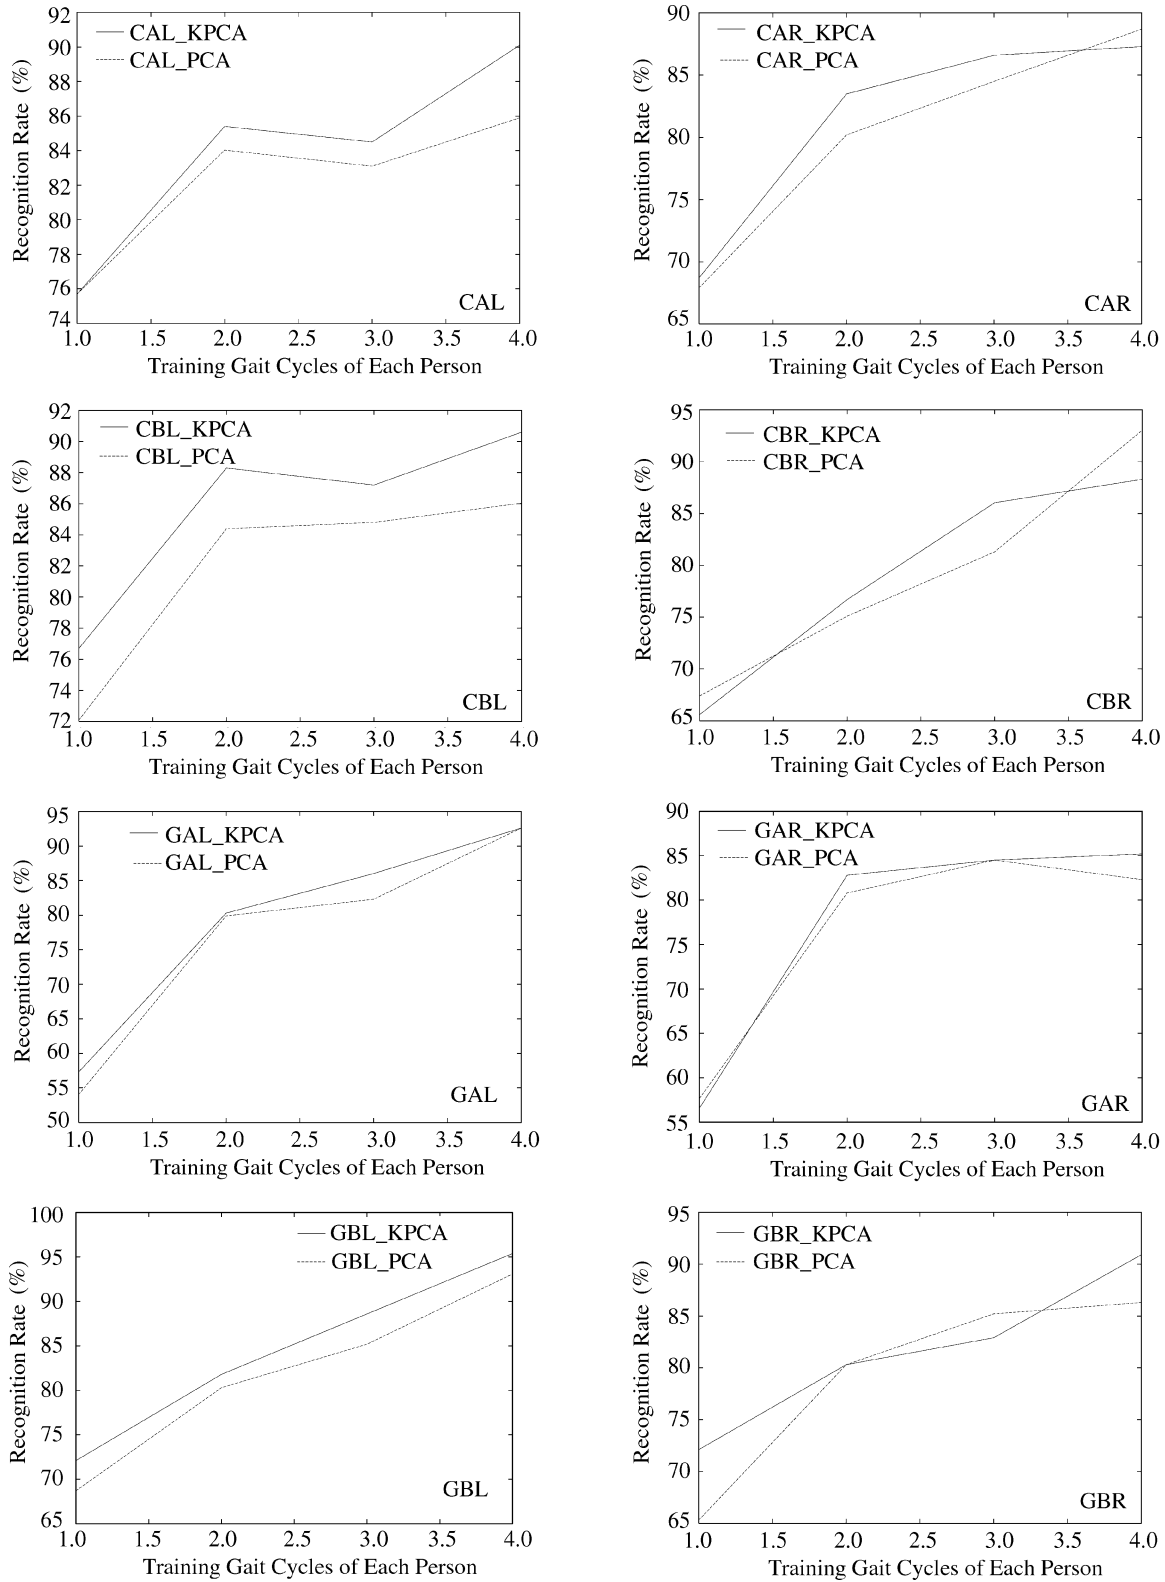 92
90
88
86
84
82
80
78
76
74
Recognition Rate (%)
CAL_KPCA
CAL_PCA
CAL
1.0 1.5 2.0 2.5 3.0 3.5 4.0
Training Gait Cycles of Each Person
90
85
80
75
70
65
Recognition Rate (%)
CAR_KPCA
CAR_PCA
CAR
1.0 1.5 2.0 2.5 3.0 3.5 4.0
Training Gait Cycles of Each Person
92
90
88
86
84
82
80
78
76
74
72
Recognition Rate (%)
CBL_KPCA
CBL_PCA
CBL
1.0 1.5 2.0 2.5 3.0 3.5 4.0
Training Gait Cycles of Each Person
95
90
85
80
75
70
65
Recognition Rate (%)
CBR_KPCA
CBR_PCA
CBR
1.0 1.5 2.0 2.5 3.0 3.5 4.0
Training Gait Cycles of Each Person
95
90
85
80
75
70
65
60
55
50
Recognition Rate (%)
GAL_KPCA
GAL_PCA
GAL
1.0 1.5 2.0 2.5 3.0 3.5 4.0
Training Gait Cycles of Each Person
90
85
80
75
70
65
60
55
Recognition Rate (%)
GAR_KPCA
GAR_PCA
GAR
1.0 1.5 2.0 2.5 3.0 3.5 4.0
Training Gait Cycles of Each Person
100
95
90
85
80
75
70
65
Recognition Rate (%)
GBL_KPCA
GBL_PCA
GBL
1.0 1.5 2.0 2.5 3.0 3.5 4.0
Training Gait Cycles of Each Person
95
90
85
80
75
70
65
Recognition Rate (%)
GBR_KPCA
GBR_PCA
GBR
1.0 1.5 2.0 2.5 3.0 3.5 4.0
Training Gait Cycles of Each Person